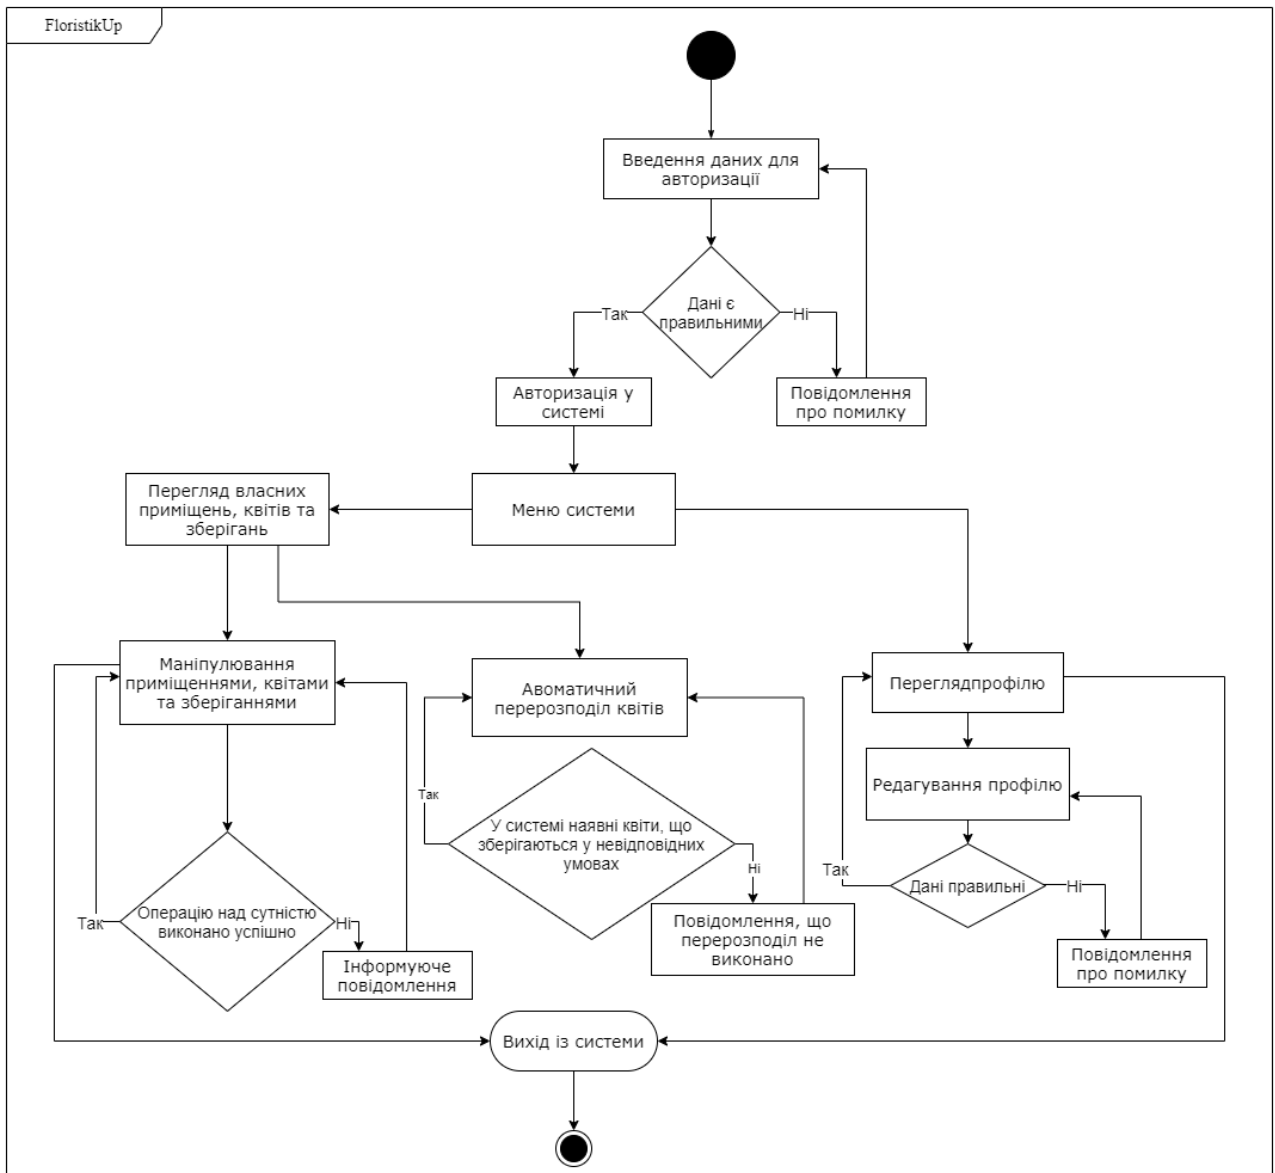 FloristikUp
Введення даних для
авторизації
Дані є
правильними
Так
Ні
Авторизація у
системі
Повідомлення
про помилку
Перегляд власних
приміщень, квітів та
зберігань
Меню системи
Маніпулювання
приміщеннями, квітами
та зберіганнями
Авоматичний
перерозподіл квітів
Переглядпрофілю
Редагування профілю
Так
У системі наявні квіти, що
зберігаються у невідповідних
умовах
Ні
Так
Дані правильні
Ні
Так
Операцію над сутністю
виконано успішно
Ні
Повідомлення, що
перерозподіл не
виконано
Інформуюче
повідомлення
Повідомлення
про помилку
Вихід із системи